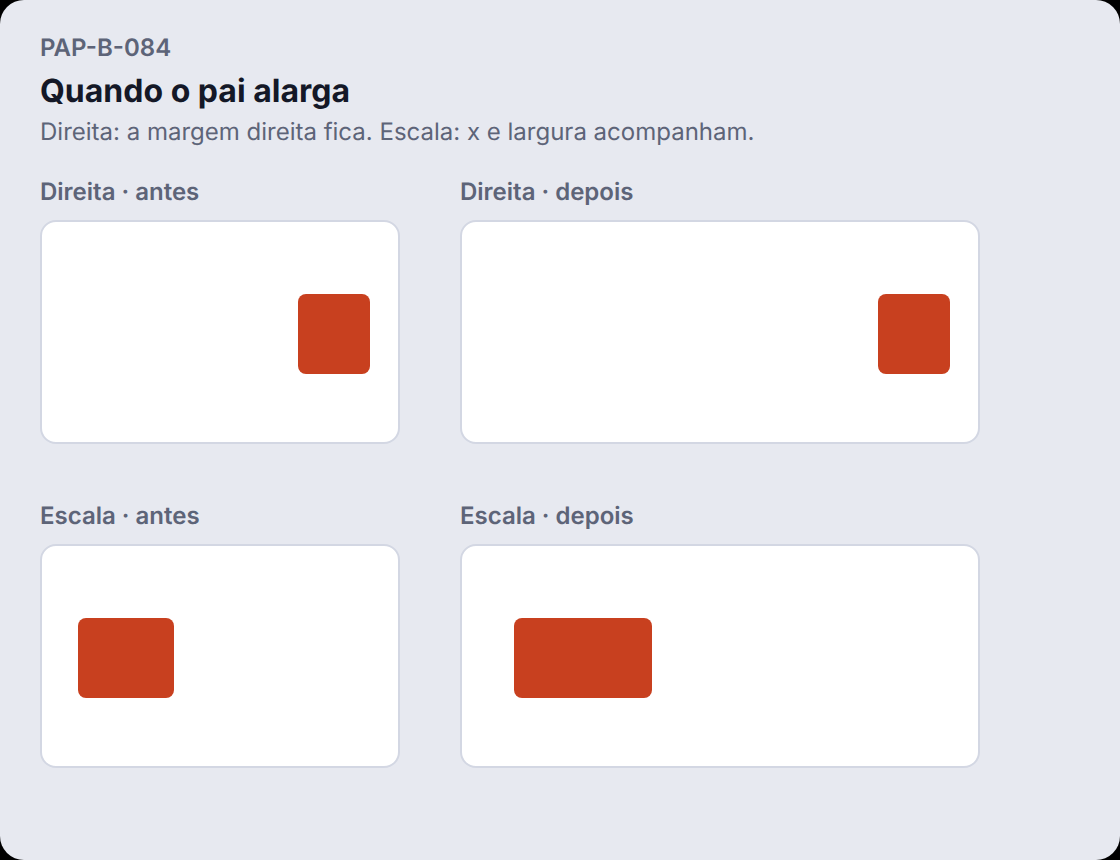 PAP-B-084
Quando o pai alarga
Direita: a margem direita fica. Escala: x e largura acompanham.
Direita · antes
Direita · depois
Escala · antes
Escala · depois